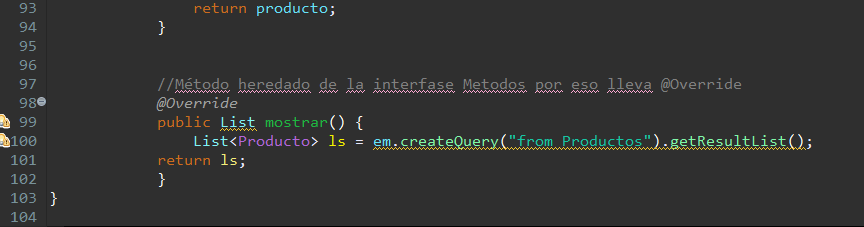 93 return producto;
94 }
95
96
97 //Método heredado de la interfase Metodos por eso lleva @Override
98 @Override
99 public List mostrar() {
100 List<Producto> ls = em.createQuery("from Productos").getResultList();
101 return ls;
102 }
103 }
104